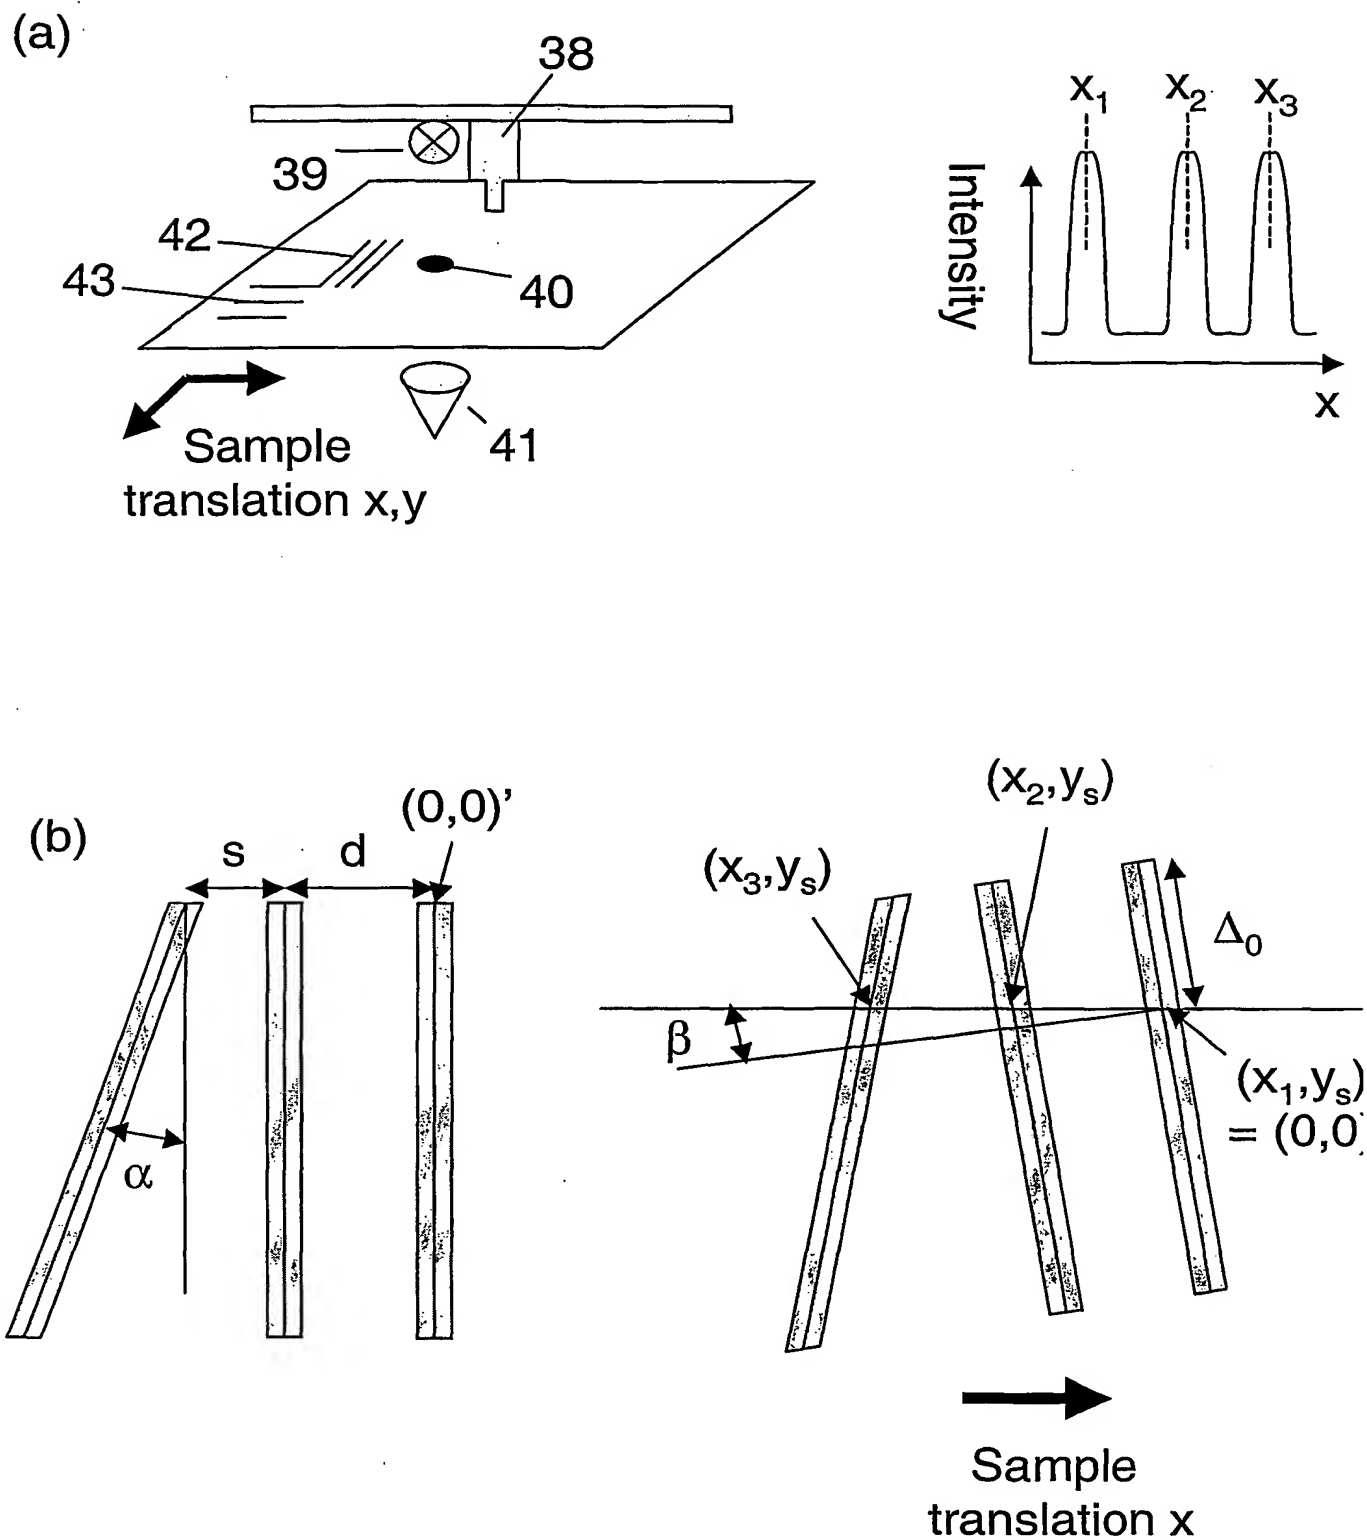 (a)
38
39
42
43
40
41
Sample
translation x,y
x₁ x₂ x₃
Intensity
x
(b)
s d
(0,0)’
α
(x₂,yₛ)
(x₃,yₛ)
Δ₀
β
(x₁,yₛ)
= (0,0)
Sample
translation x